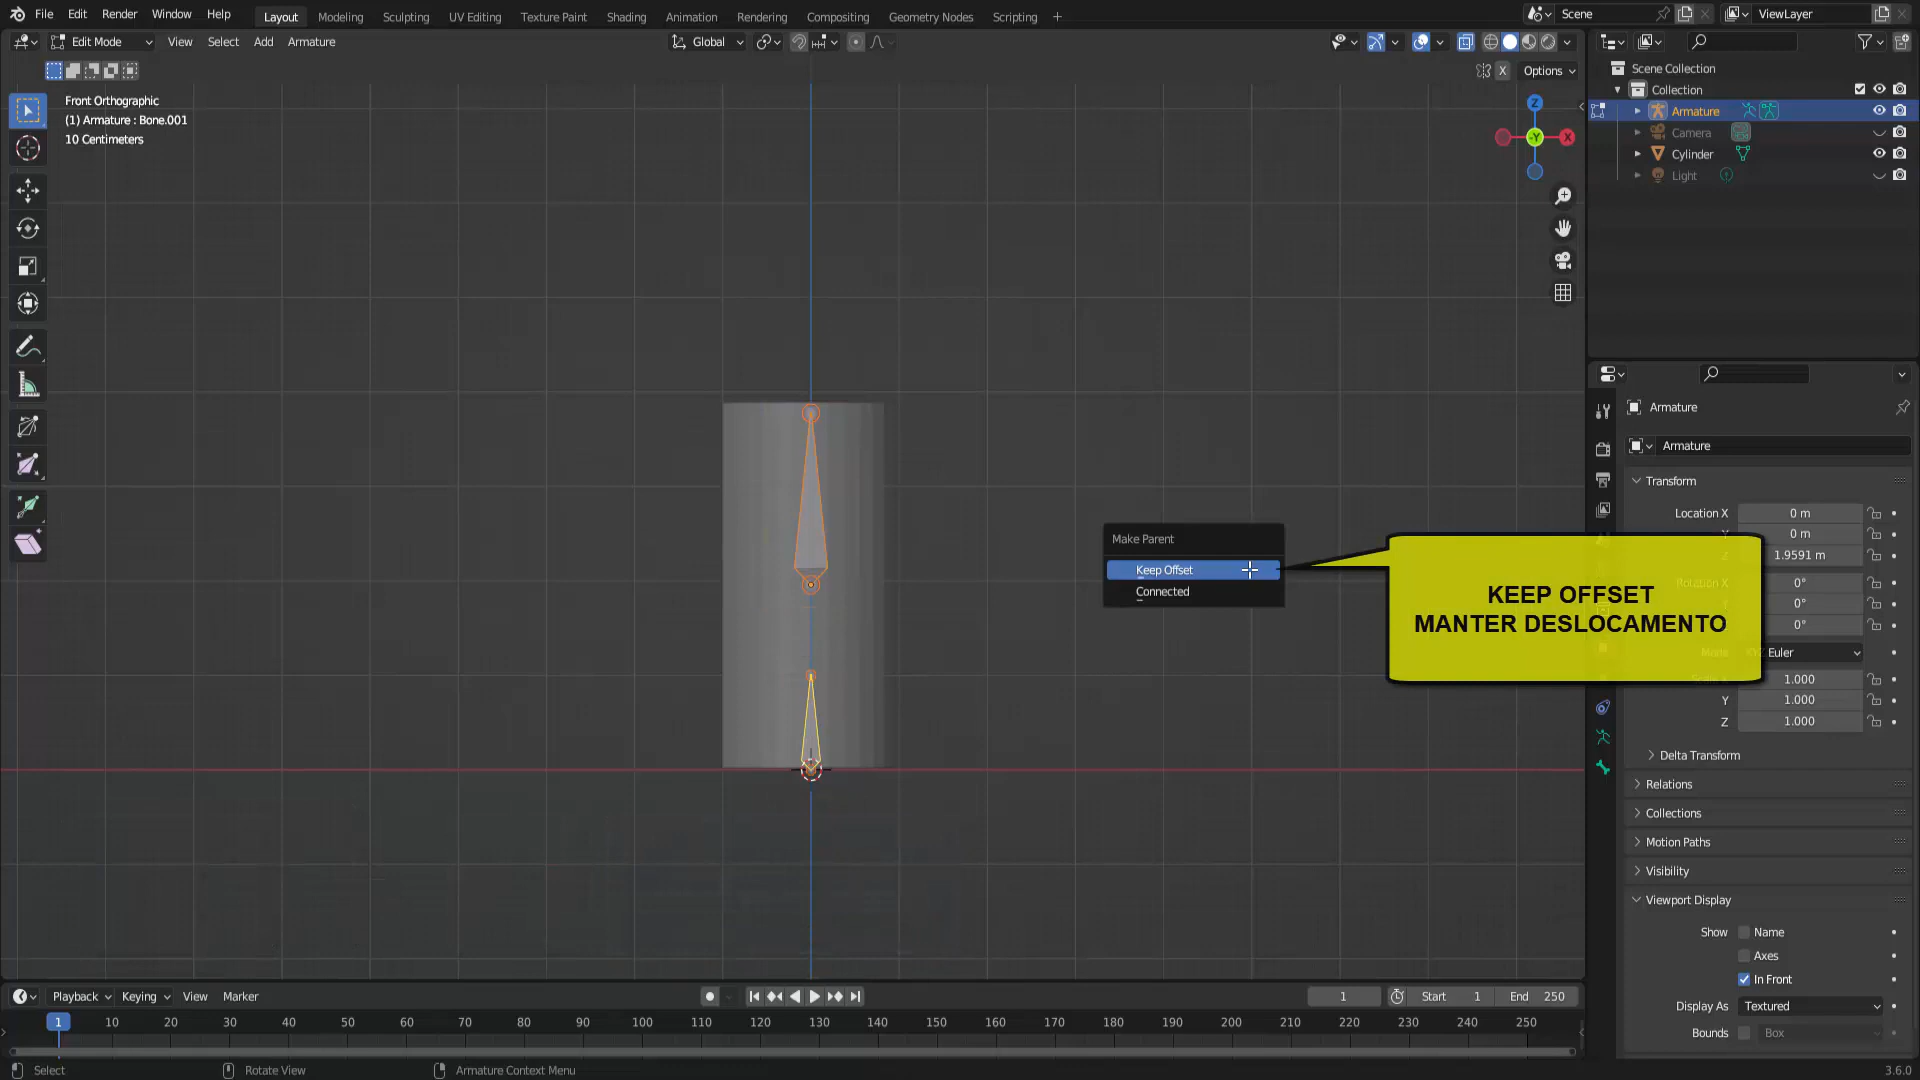 File Edit Render Window Help Layout Modeling Sculpting UV Editing Texture Paint Shading Animation Rendering Compositing Geometry Nodes Scripting + Scene ViewLayer
Edit Mode View Select Add Armature Global
X Options
Front Orthographic
(1) Armature : Bone.001
10 Centimeters
Z
-Y
X
Scene Collection
Collection
Armature
Camera
Cylinder
Light
Make Parent
Keep Offset
Connected
KEEP OFFSET
MANTER DESLOCAMENTO
Armature
Armature
Transform
Location X 0 m
Y 0 m
Z 1.9591 m
Rotation X 0°
0°
0°
Mode XYZ Euler
Scale X 1.000
Y 1.000
Z 1.000
Delta Transform
Relations
Collections
Motion Paths
Visibility
Viewport Display
Show Name
Axes
In Front
Display As Textured
Bounds Box
Playback Keying View Marker 1 Start 1 End 250
1 10 20 30 40 50 60 70 80 90 100 110 120 130 140 150 160 170 180 190 200 210 220 230 240 250
Select Rotate View Armature Context Menu 3.6.0